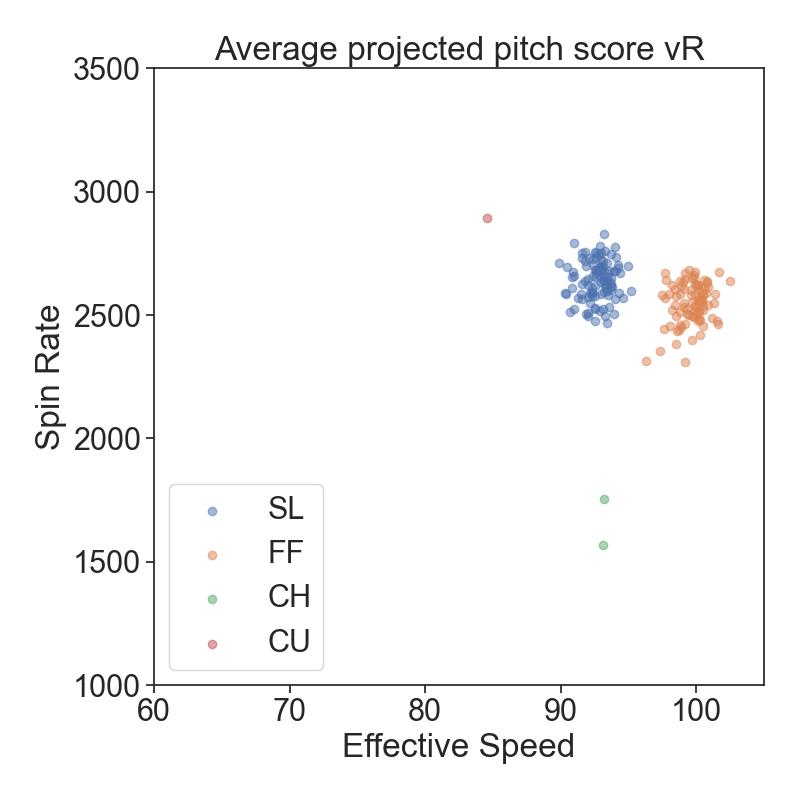 Average projected pitch score vR
3500
3000
2500
2000
1500
1000
Spin Rate
SL
FF
CH
CU
60
70
80
90
100
Effective Speed